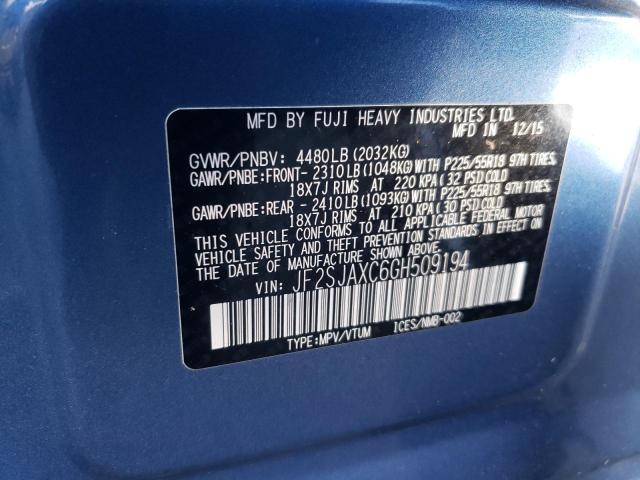 MFD BY FUJI HEAVY INDUSTRIES LTD.
MFD IN 12/15
GVWR/PNBV: 4480LB(2032KG)
GAWR/PNBE:FRONT- 2310LB(1048KG)WITH P225/55R18 97H TIRES,
18X7J RIMS AT 220 KPA(32 PSI)COLD
GAWR/PNBE:REAR - 2410LB(1093KG)WITH P225/55R18 97H TIRES,
18X7J RIMS AT 210 KPA(30 PSI)COLD
THIS VEHICLE CONFORMS TO ALL APPLICABLE FEDERAL MOTOR
VEHICLE SAFETY AND BUMPER STANDARDS IN EFFECT ON
THE DATE OF MANUFACTURE SHOWN ABOVE.
VIN: JF2SJAXC6GH509194
TYPE:MPV/VTUM ICES/NMB-002